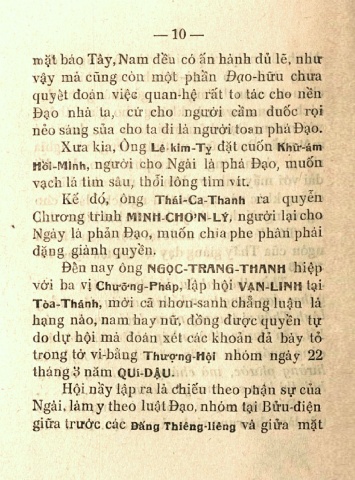 — 10 —
mặt bảo Tây, Nam đều có ấn hành đủ lẽ, như
vậy mà cũng còn một phần Đạo-hữu chưa
quyết đoán việc quan-hệ rất to tác cho nền
Đạo nhà ta, cứ cho người cầm đuốc rọi
nẻo sáng sủa cho ta đi là người toan phá Đạo.
Xưa kia, Ông Lê-kim-Tỵ đặt cuốn Khử-ám
Hồi-Minh, người cho Ngài là phá Đạo, muốn
vạch lá tìm sâu, thổi lông tìm vít.
Kế đó, ông Thái-Ca-Thanh ra quyển
Chương trình MINH-CHƠ'N-LÝ, người lại cho
Ngày là phản Đạo, muốn chia phe phân phái
đặng giành quyền.
Đến nay ông NGỌC-TRANG-THANH hiệp
với ba vị Chưởng-Pháp, lập hội VẠN-LINH tại
Tòa-Thánh, mời cã nhơn-sanh chẳng luận là
hạng nào, nam hay nữ, đồng được quyền tự
do dự hội mà đoán xét các khoản đã bày tỏ
trong tờ vi-bằng Thượng-Hội nhóm ngày 22
tháng 3 năm QUÍ-DẬU.
Hội nầy lập ra là chiếu theo phận sự của
Ngài, làm y theo luật Đạo, nhóm tại Bửu-điện
giữa trước các Đấng Thiêng-liêng và giữa mặt